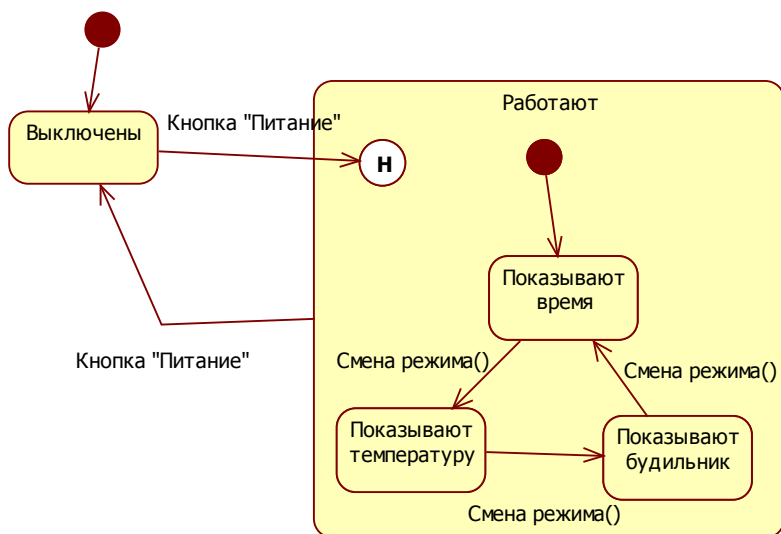 Работают
Выключены
Кнопка "Питание"
H
Показывают
время
Кнопка "Питание"
Смена режима()
Смена режима()
Показывают
температуру
Показывают
будильник
Смена режима()